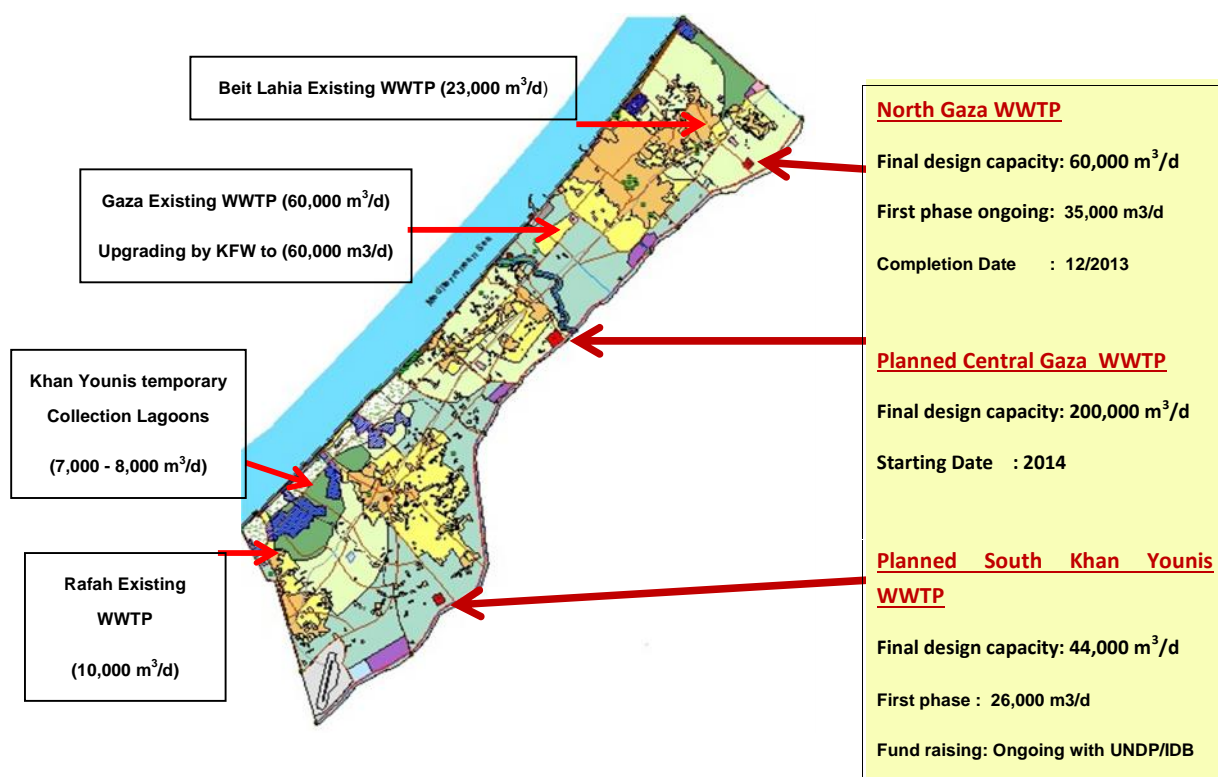 Beit Lahia Existing WWTP (23,000 m³/d)
Gaza Existing WWTP (60,000 m³/d)
Upgrading by KFW to (60,000 m3/d)
Khan Younis temporary
Collection Lagoons
(7,000 - 8,000 m³/d)
Rafah Existing
WWTP
(10,000 m³/d)
Mediterranean Sea
North Gaza WWTP
Final design capacity: 60,000 m³/d
First phase ongoing: 35,000 m3/d
Completion Date : 12/2013
Planned Central Gaza WWTP
Final design capacity: 200,000 m³/d
Starting Date : 2014
Planned South Khan Younis
WWTP
Final design capacity: 44,000 m³/d
First phase : 26,000 m3/d
Fund raising: Ongoing with UNDP/IDB